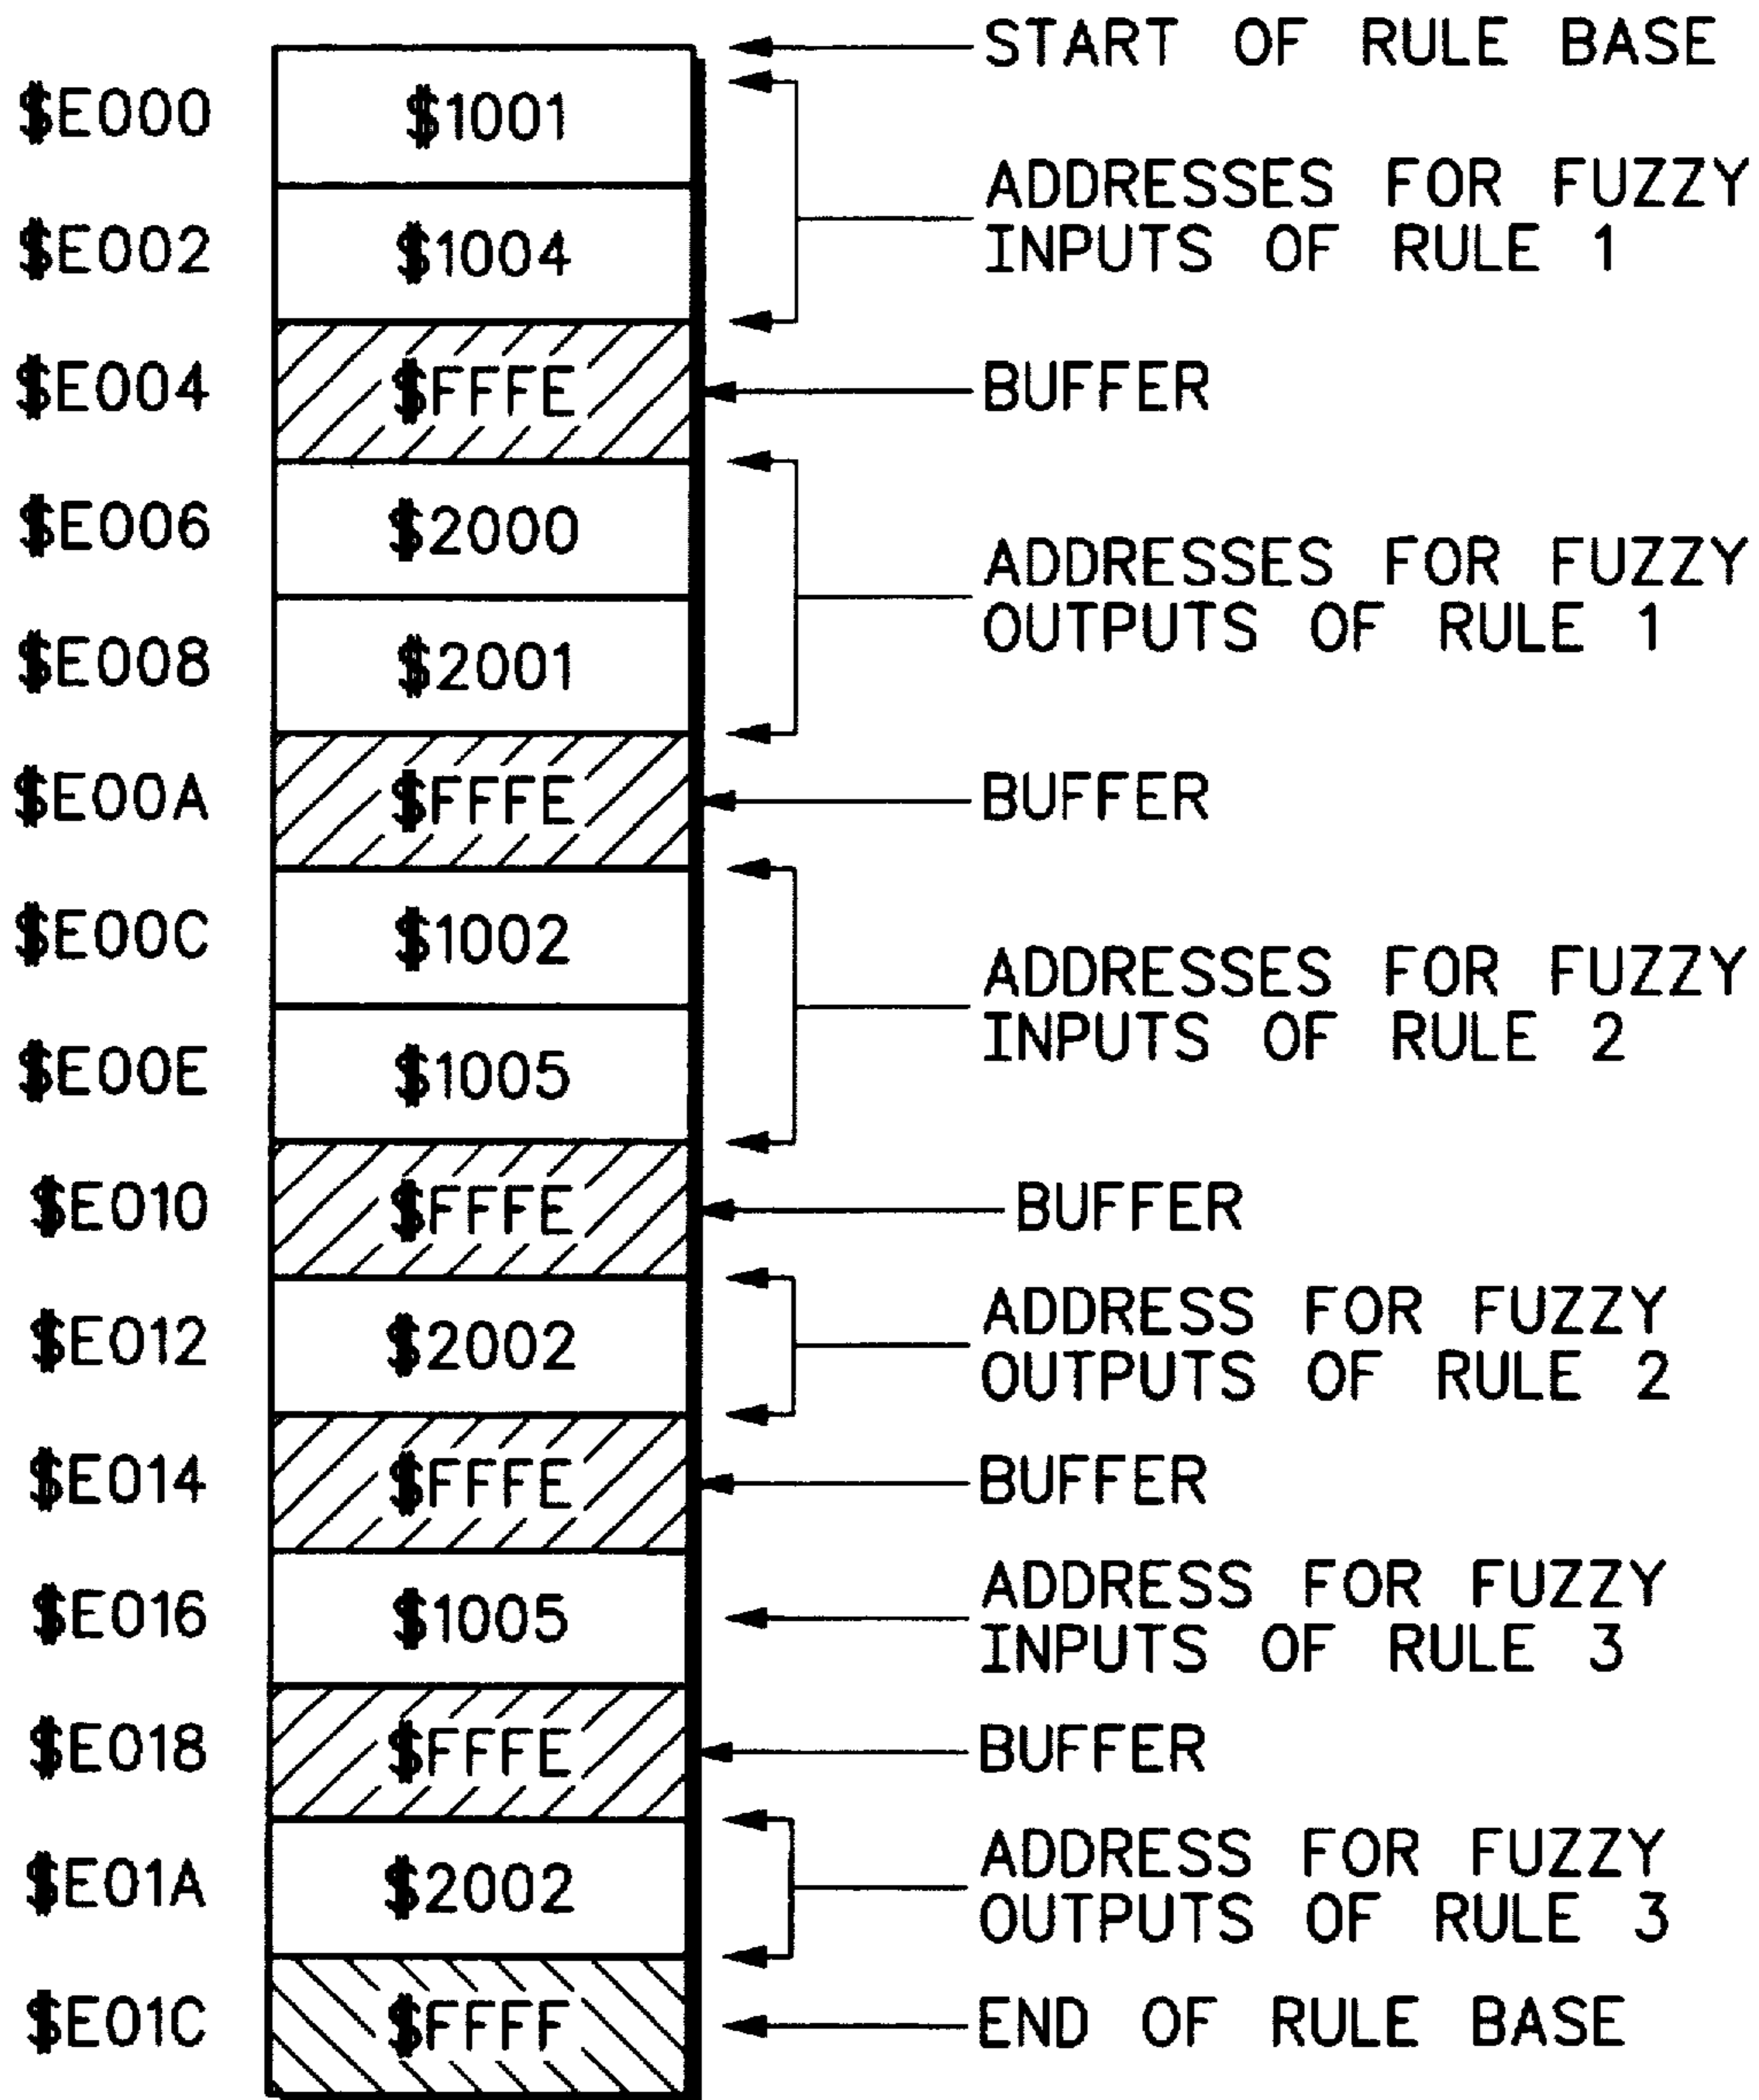 START OF RULE BASE
$E000 $1001
ADDRESSES FOR FUZZY
INPUTS OF RULE 1
$E002 $1004
$E004 $FFFE BUFFER
$E006 $2000
ADDRESSES FOR FUZZY
OUTPUTS OF RULE 1
$E008 $2001
$E00A $FFFE BUFFER
$E00C $1002
ADDRESSES FOR FUZZY
INPUTS OF RULE 2
$E00E $1005
$E010 $FFFE BUFFER
$E012 $2002
ADDRESS FOR FUZZY
OUTPUTS OF RULE 2
$E014 $FFFE BUFFER
$E016 $1005
ADDRESS FOR FUZZY
INPUTS OF RULE 3
$E018 $FFFE BUFFER
$E01A $2002
ADDRESS FOR FUZZY
OUTPUTS OF RULE 3
$E01C $FFFF END OF RULE BASE